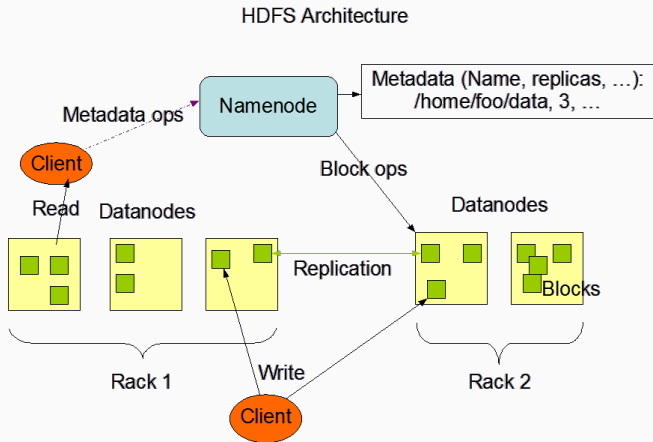 HDFS Architecture
Metadata (Name, replicas, ...):
/home/foo/data, 3, ...
Namenode
Metadata ops
Client
Block ops
Read
Datanodes
Datanodes
Replication
Blocks
Rack 1
Write
Rack 2
Client